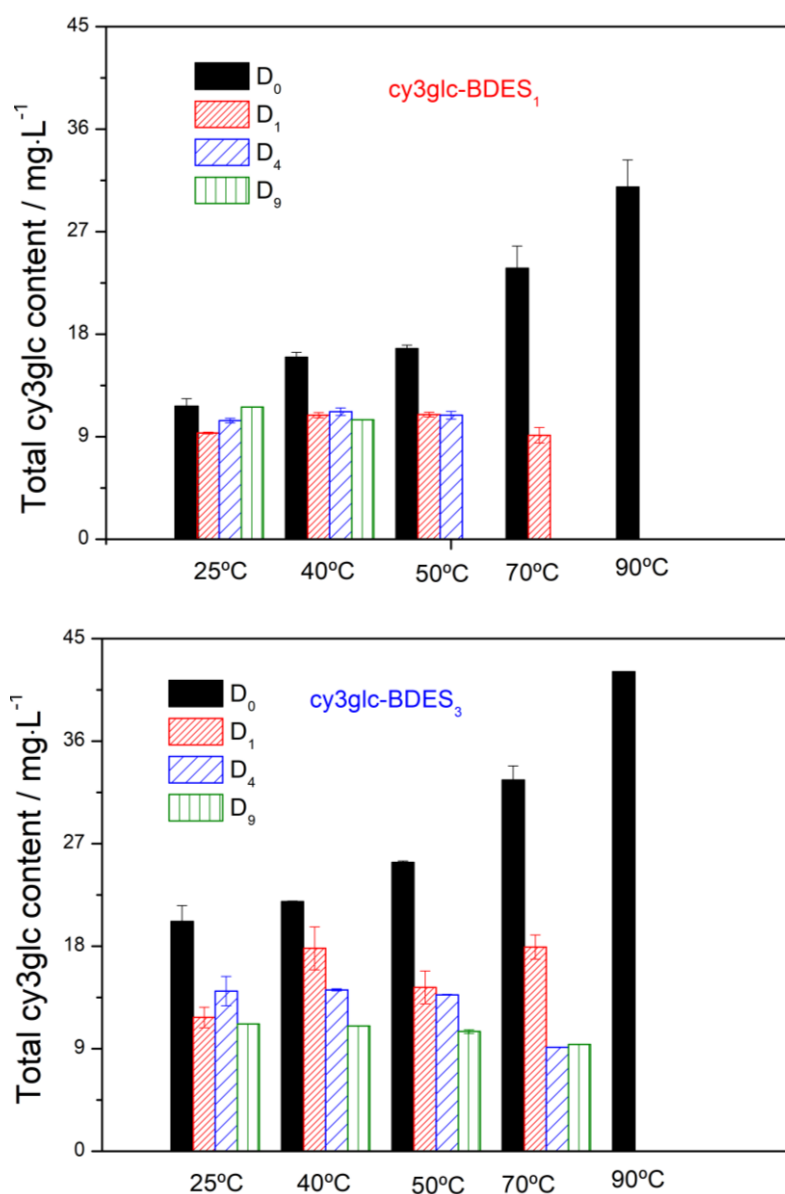 Total cy3glc content / mg·L⁻¹
45
36
27
18
9
0
D₀
D₁
D₄
D₉
cy3glc-BDES₁
25ºC 40ºC 50ºC 70ºC 90ºC
Total cy3glc content / mg·L⁻¹
45
36
27
18
9
0
D₀
D₁
D₄
D₉
cy3glc-BDES₃
25ºC 40ºC 50ºC 70ºC 90ºC